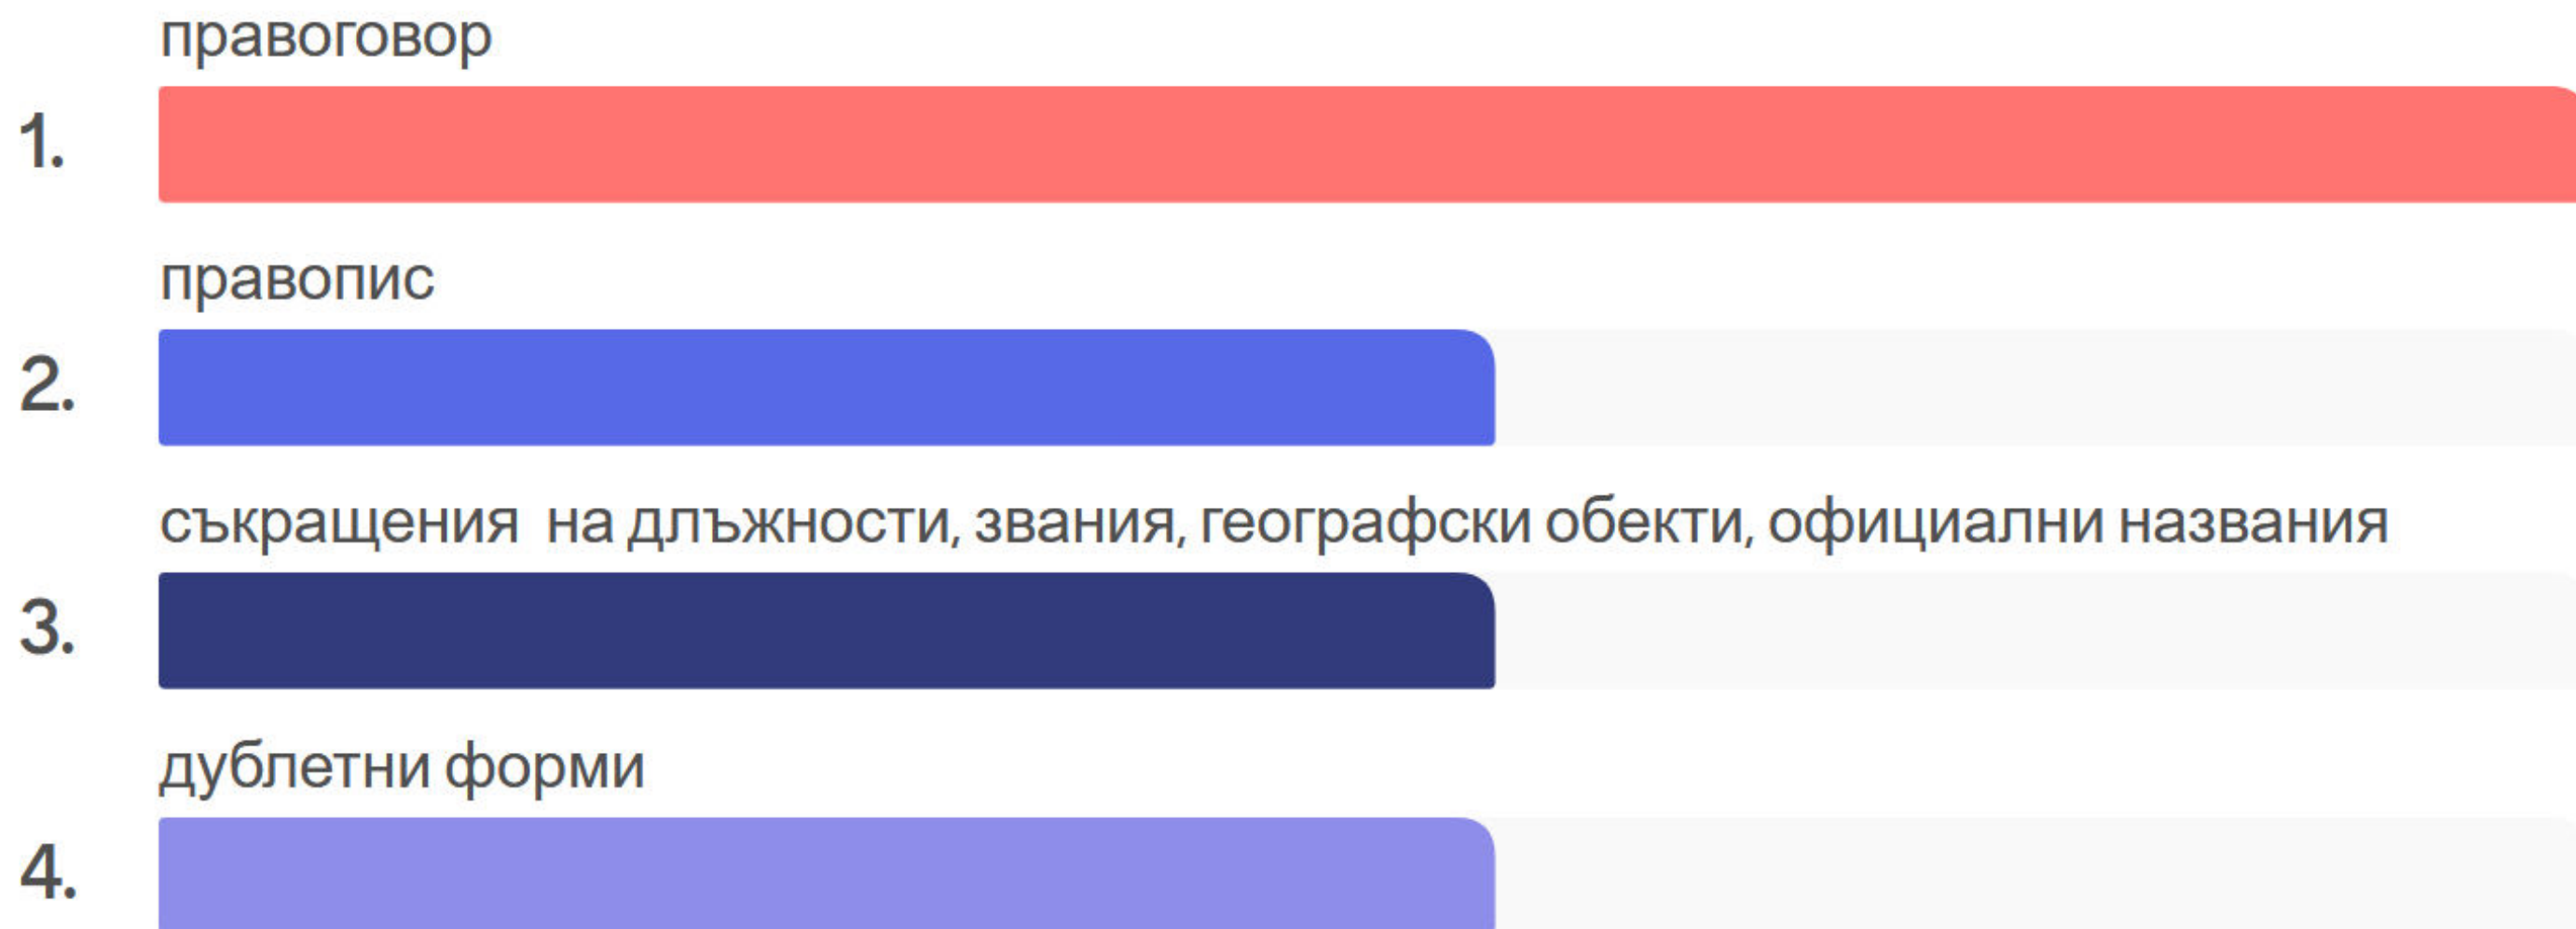 правоговор
1.
правопис
2.
съкращения  на длъжности, звания, географски обекти, официални названия
3.
дублетни форми
4.